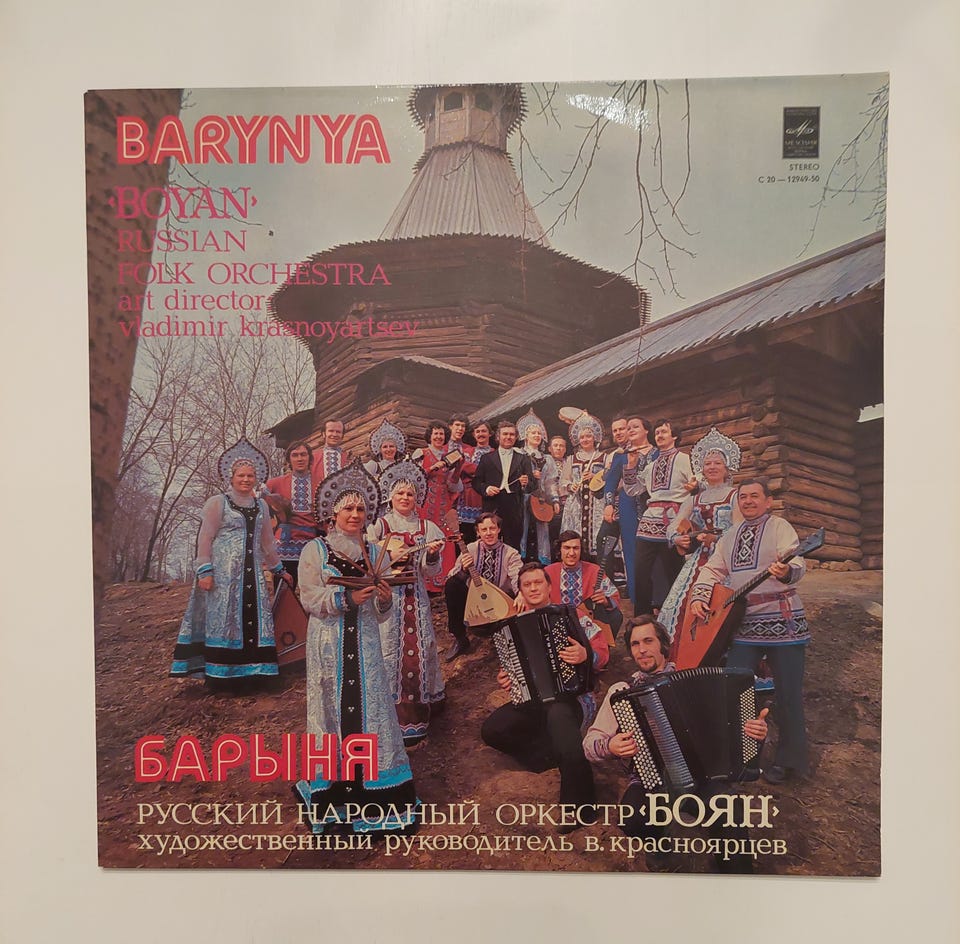 BARYNYA
‹BOYAN›
RUSSIAN
FOLK ORCHESTRA
art director
vladimir krasnoyartsev
МЕЛОДИЯ
STEREO
С 20 — 12949-50
БАРЫНЯ
РУССКИЙ НАРОДНЫЙ ОРКЕСТР ‹БОЯН›
художественный руководитель в. красноярцев